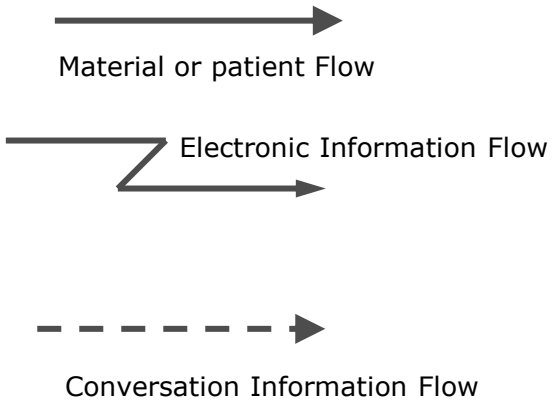 Material or patient Flow
Electronic Information Flow
Conversation Information Flow